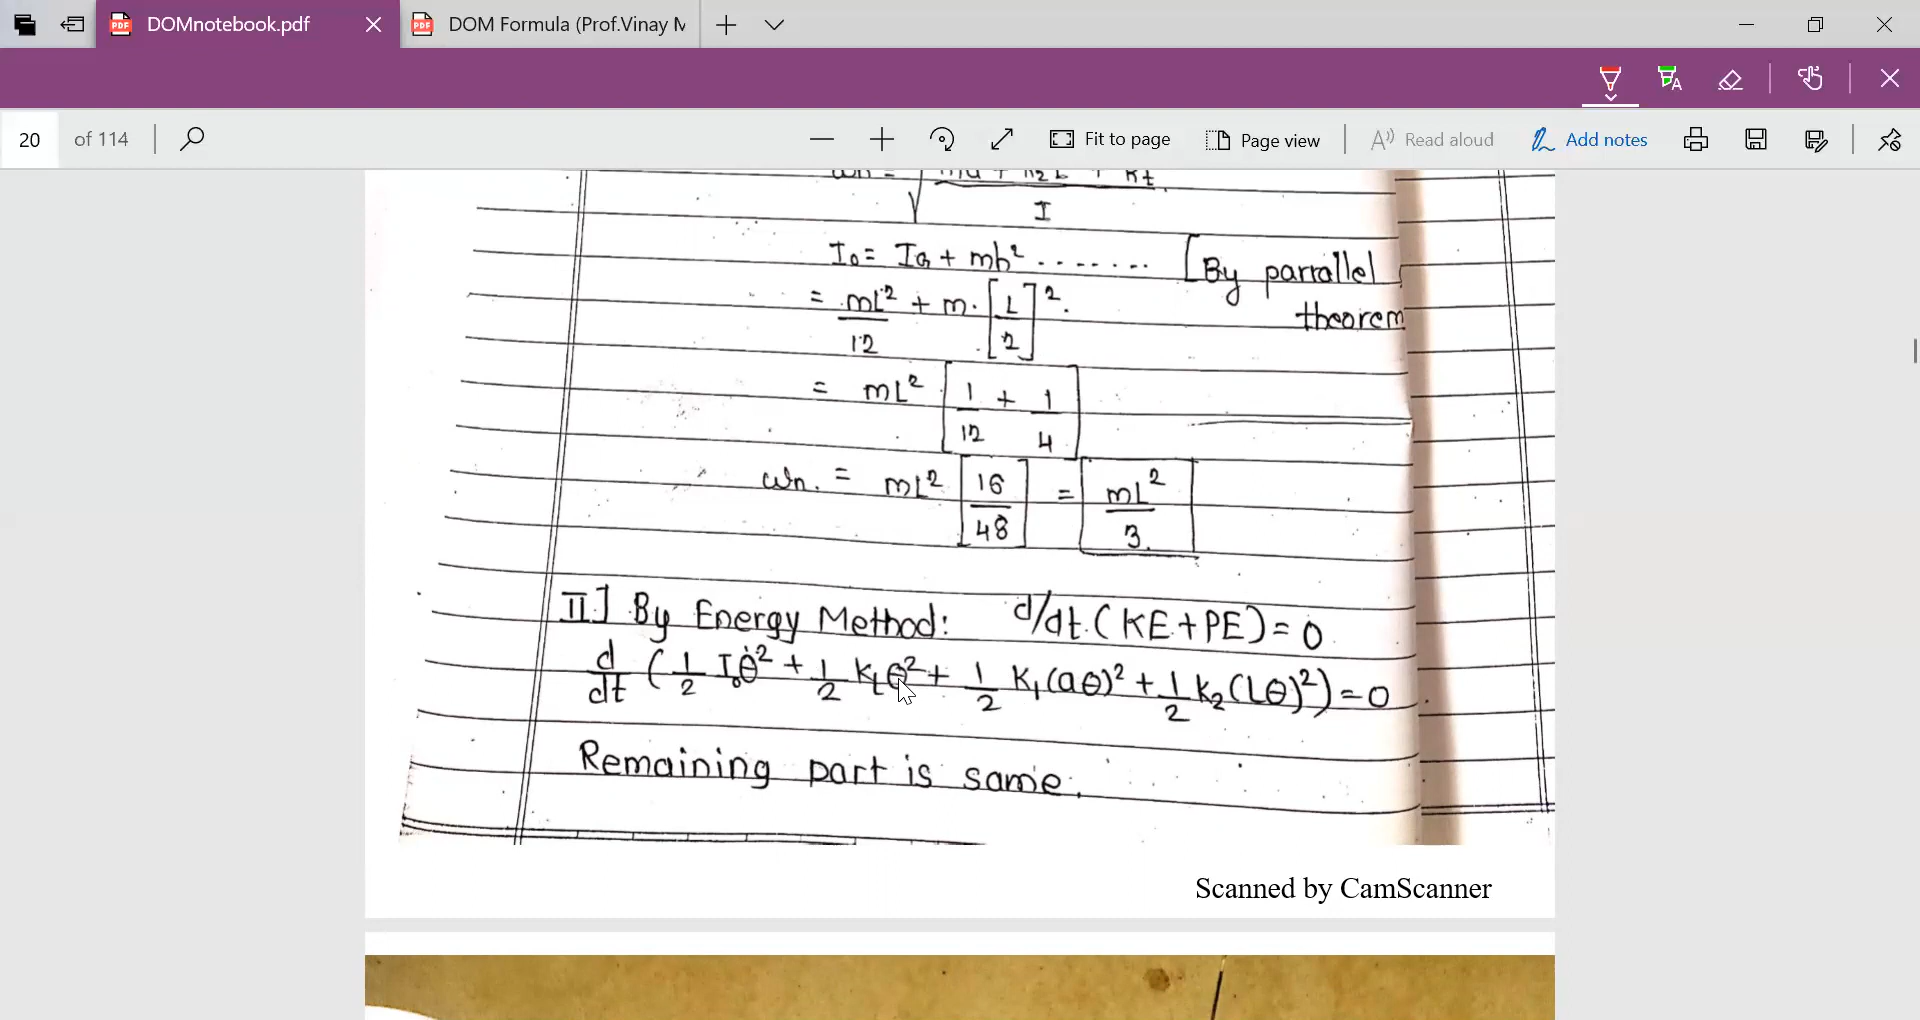 DOMnotebook.pdf
DOM Formula (Prof.Vinay M
20 of 114
Fit to page
Page view
Read aloud
Add notes
I
I₀ = IG + mh² ....... [By parrallel
theorem
= mL²/12 + m·[L/2]².
= mL² [1/12 + 1/4]
ωn. = mL² [16/48] = mL²/3.
II] By Energy Method: d/dt.(KE+PE)=0
d/dt (1/2 I₀θ̇² + 1/2 Ktθ² + 1/2 K₁(aθ)² + 1/2 K₂(Lθ)²) = 0
Remaining part is same.
Scanned by CamScanner